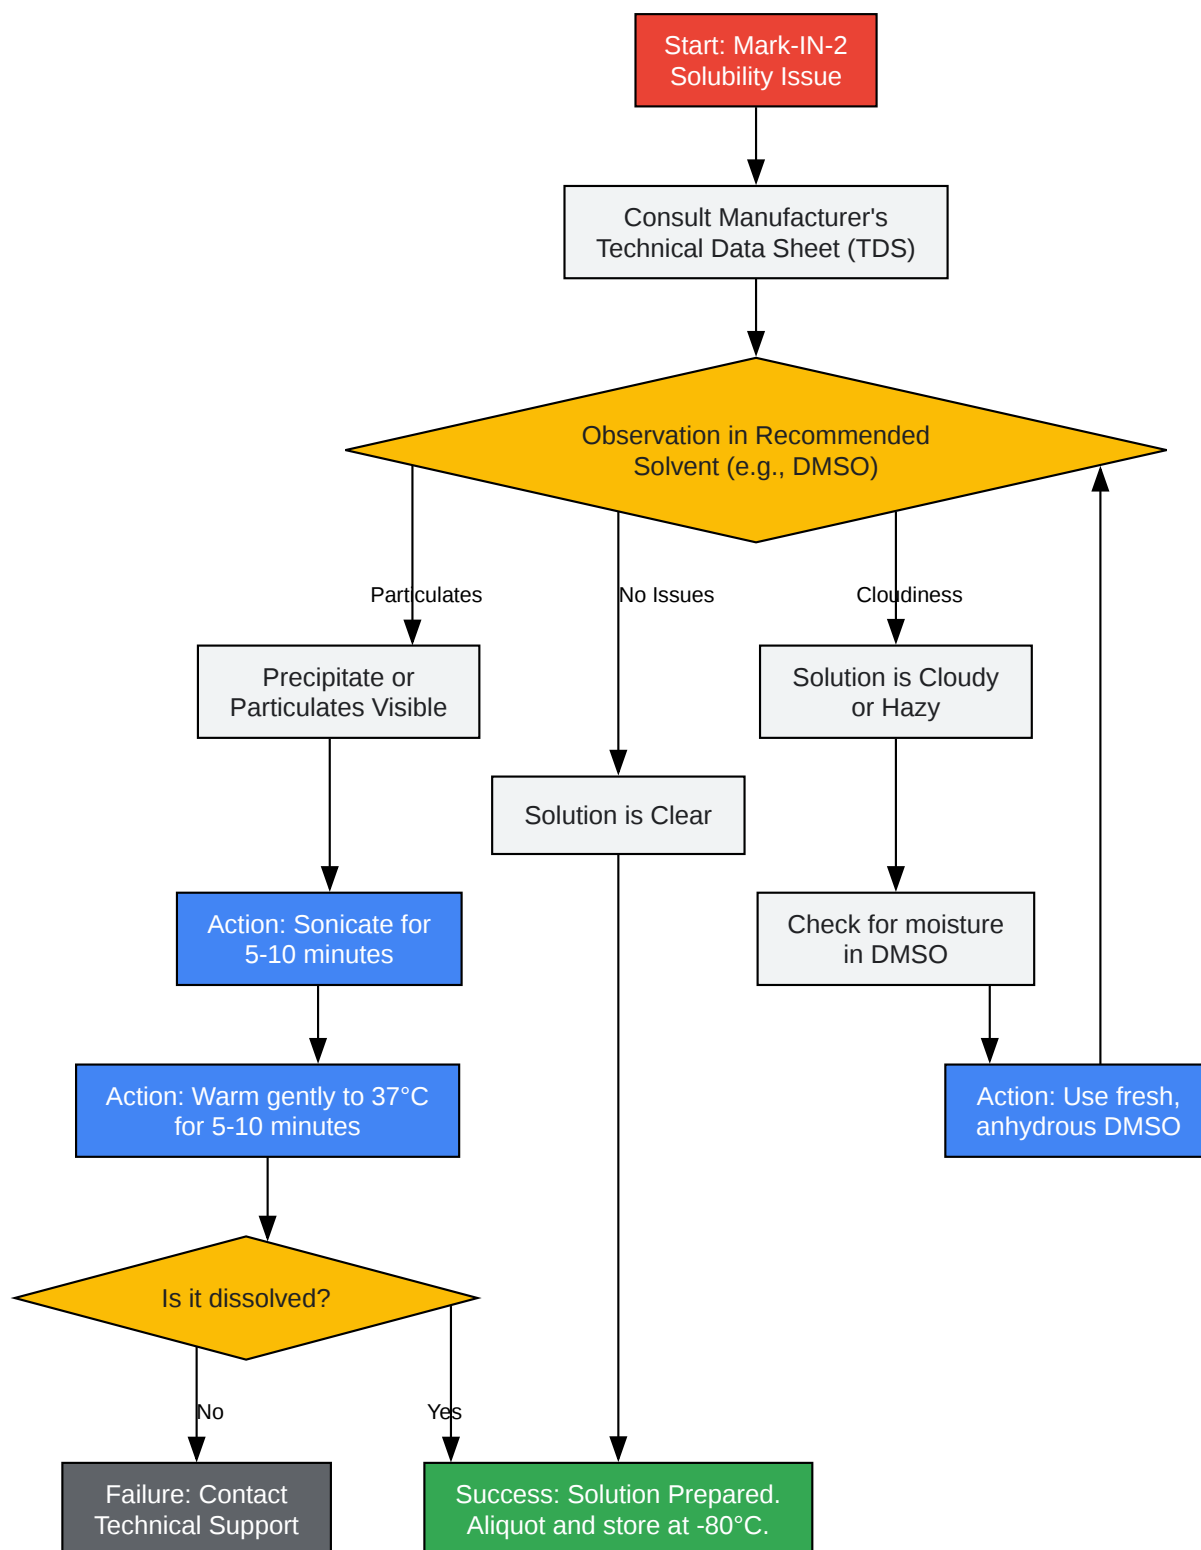 Start: Mark-IN-2
Solubility Issue
Consult Manufacturer's
Technical Data Sheet (TDS)
Observation in Recommended
Solvent (e.g., DMSO)
Particulates
No Issues
Cloudiness
Precipitate or
Particulates Visible
Solution is Cloudy
or Hazy
Solution is Clear
Action: Sonicate for
5-10 minutes
Check for moisture
in DMSO
Action: Warm gently to 37°C
for 5-10 minutes
Action: Use fresh,
anhydrous DMSO
Is it dissolved?
No
Yes
Failure: Contact
Technical Support
Success: Solution Prepared.
Aliquot and store at -80°C.